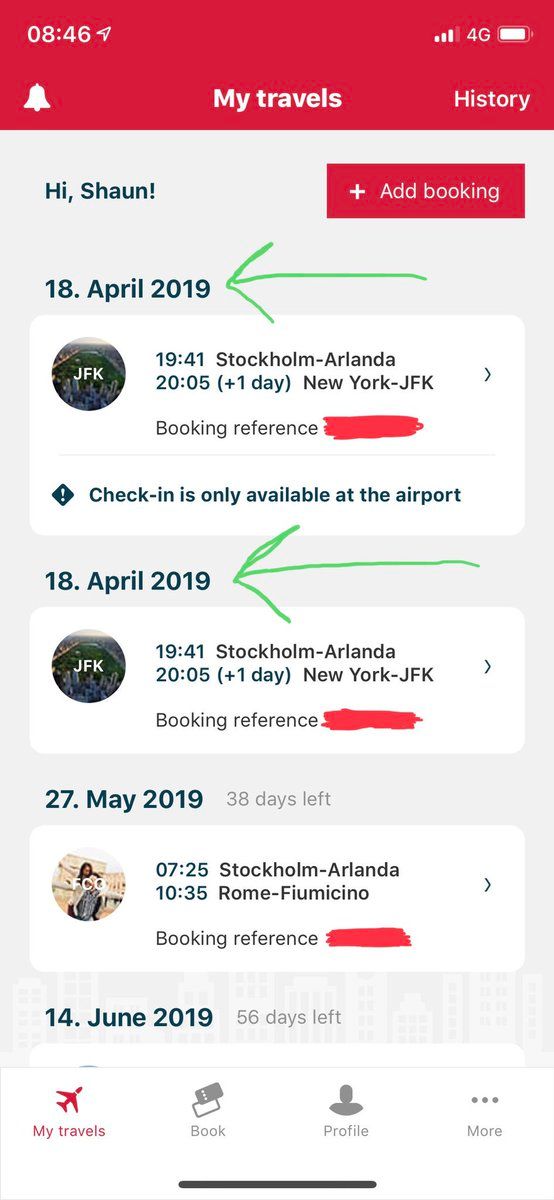 08:46 4G
My travels History
Hi, Shaun! + Add booking
18. April 2019
JFK 19:41 Stockholm-Arlanda
20:05 (+1 day) New York-JFK
Booking reference
Check-in is only available at the airport
18. April 2019
JFK 19:41 Stockholm-Arlanda
20:05 (+1 day) New York-JFK
Booking reference
27. May 2019 38 days left
FCO 07:25 Stockholm-Arlanda
10:35 Rome-Fiumicino
Booking reference
14. June 2019 56 days left
My travels Book Profile More